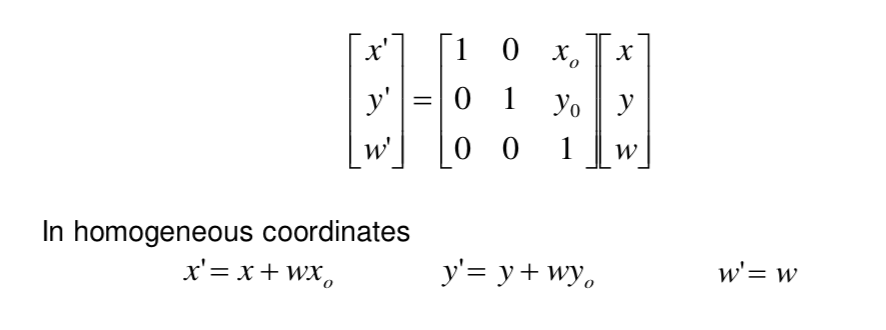 [x'] = [1 0 x_o] [x]
[y'] = [0 1 y_0] [y]
[w'] = [0 0 1] [w]
In homogeneous coordinates
x'= x + wx_o y'= y + wy_o w'= w